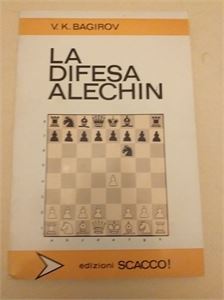 V. K. BAGIROV
LA
DIFESA
ALECHIN
a b c d e f g h
edizioni SCACCO!